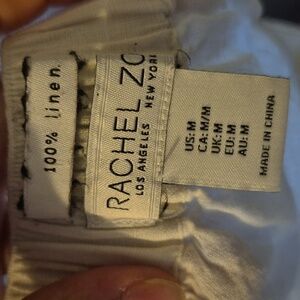 100% linen.
RACHEL ZO
LOS ANGELES NEW YORK
US: M
CA: M/M
UK: M
EU: M
AU: M
MADE IN CHINA